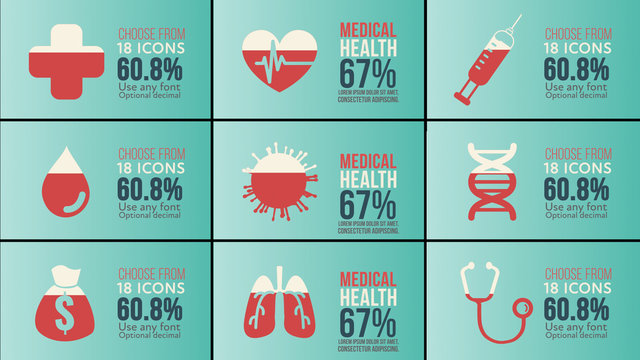 CHOOSE FROM
18 ICONS
60.8%
Use any font
Optional decimal
MEDICAL
HEALTH
67%
LOREM IPSUM DOLOR SIT AMET,
CONSECTETUR ADIPISCING.
CHOOSE FROM
18 ICONS
60.8%
Use any font
Optional decimal
CHOOSE FROM
18 ICONS
60.8%
Use any font
Optional decimal
MEDICAL
HEALTH
67%
LOREM IPSUM DOLOR SIT AMET,
CONSECTETUR ADIPISCING.
CHOOSE FROM
18 ICONS
60.8%
Use any font
Optional decimal
$
CHOOSE FROM
18 ICONS
60.8%
Use any font
Optional decimal
MEDICAL
HEALTH
67%
LOREM IPSUM DOLOR SIT AMET,
CONSECTETUR ADIPISCING.
CHOOSE FROM
18 ICONS
60.8%
Use any font
Optional decimal